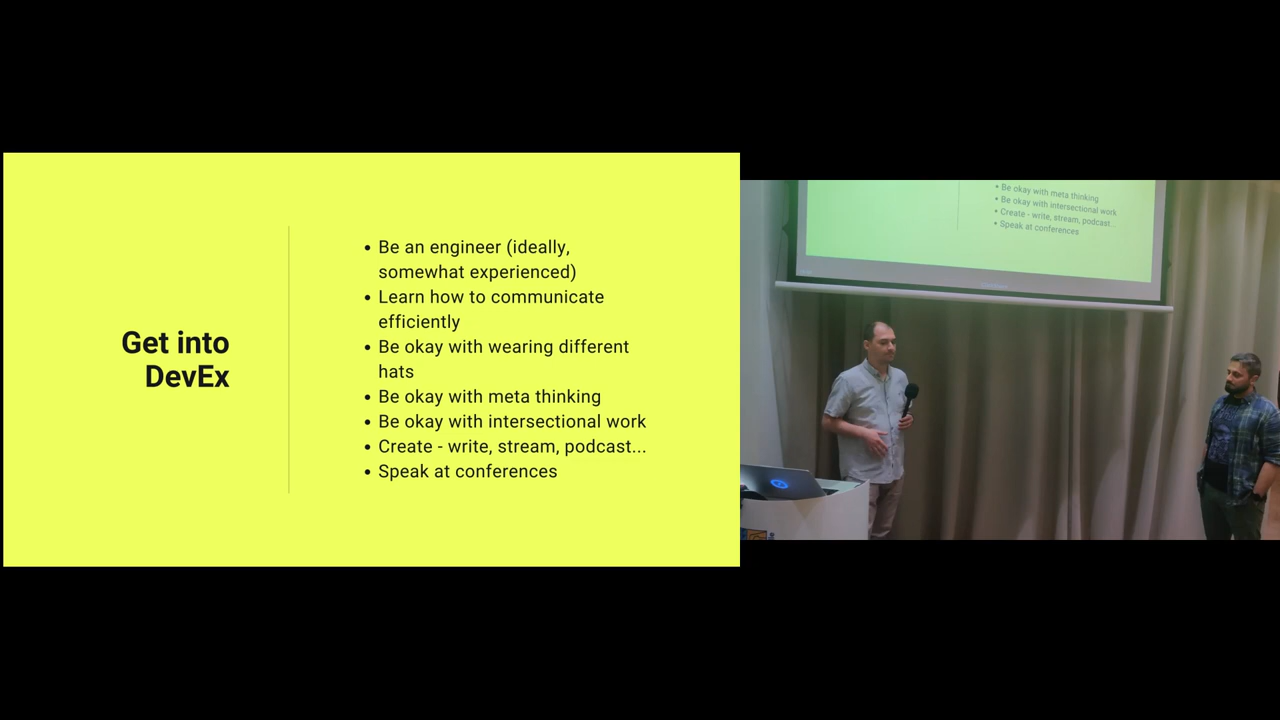 Get into
DevEx
• Be an engineer (ideally,
somewhat experienced)
• Learn how to communicate
efficiently
• Be okay with wearing different
hats
• Be okay with meta thinking
• Be okay with intersectional work
• Create - write, stream, podcast...
• Speak at conferences
• Be okay with meta thinking
• Be okay with intersectional work
• Create - write, stream, podcast...
• Speak at conferences